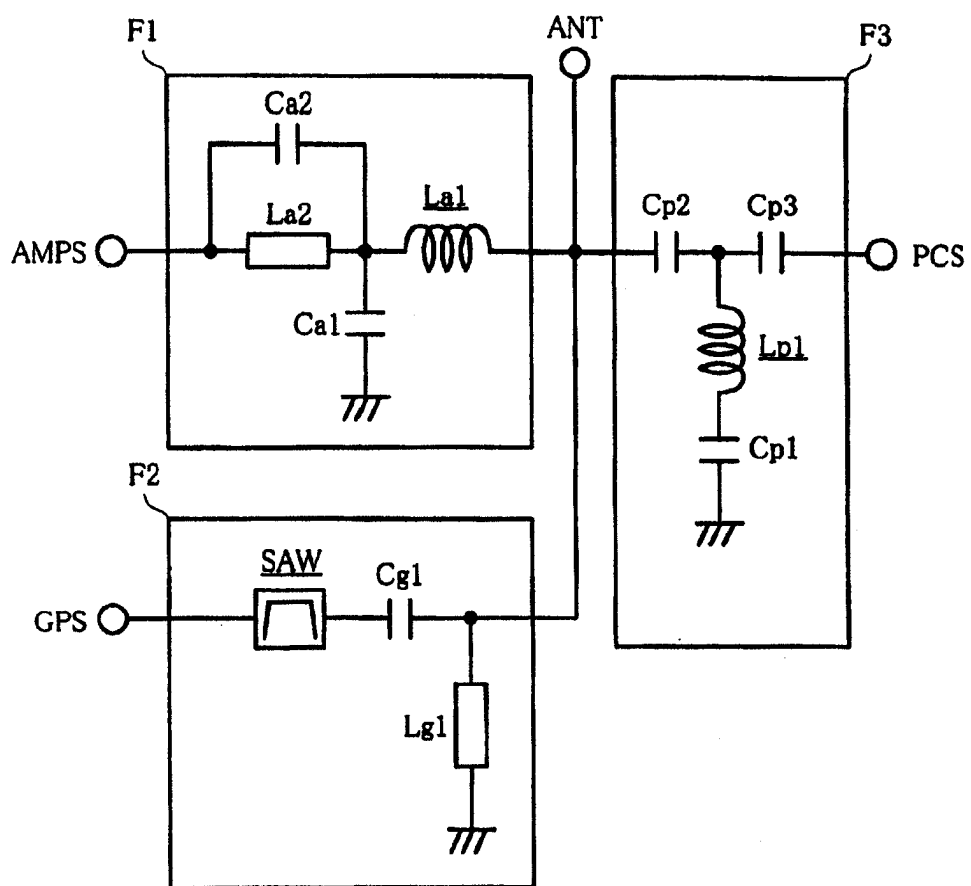 ANT
F1
F3
Ca2
La2
La1
Cp2
Cp3
AMPS
PCS
Ca1
Lp1
Cp1
F2
SAW
Cg1
GPS
Lg1